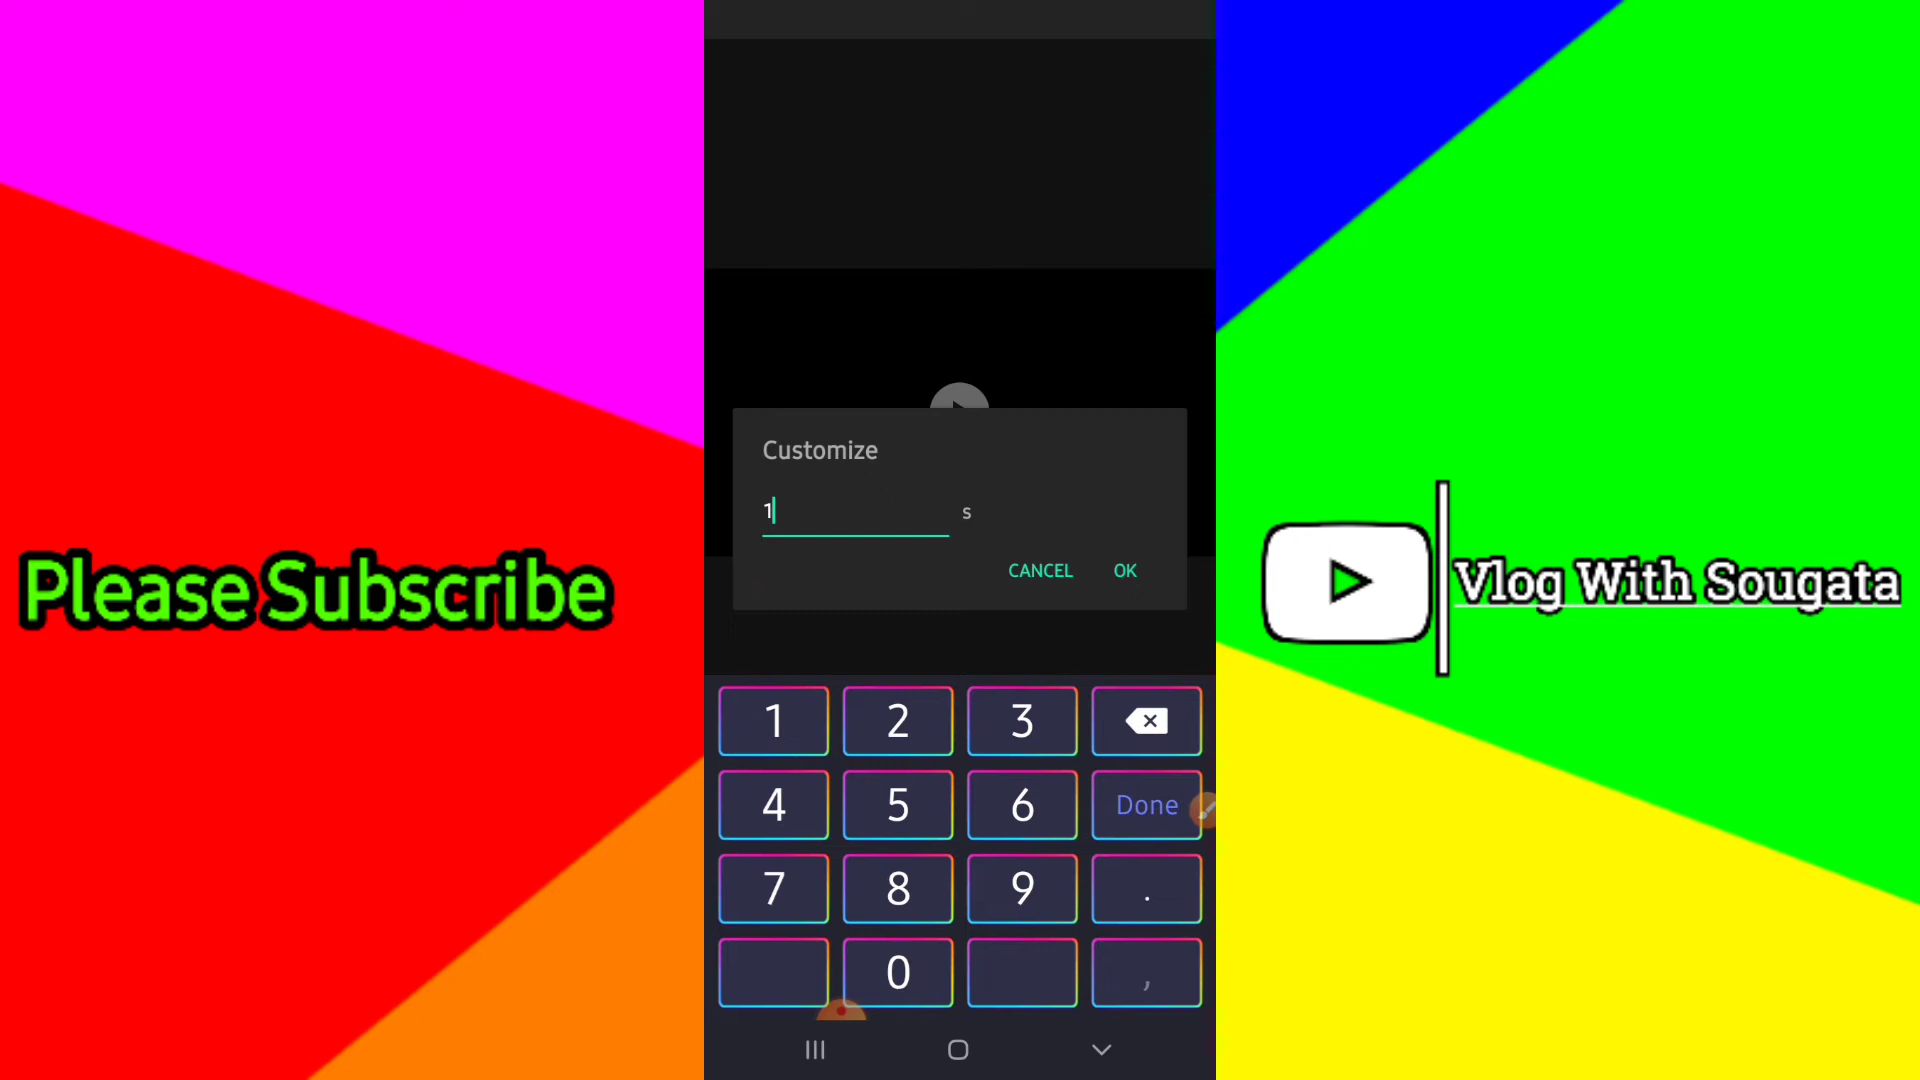 Customize
1 s
CANCEL OK
1 2 3
4 5 6 Done
7 8 9 .
0 ,
Please Subscribe
Vlog With Sougata